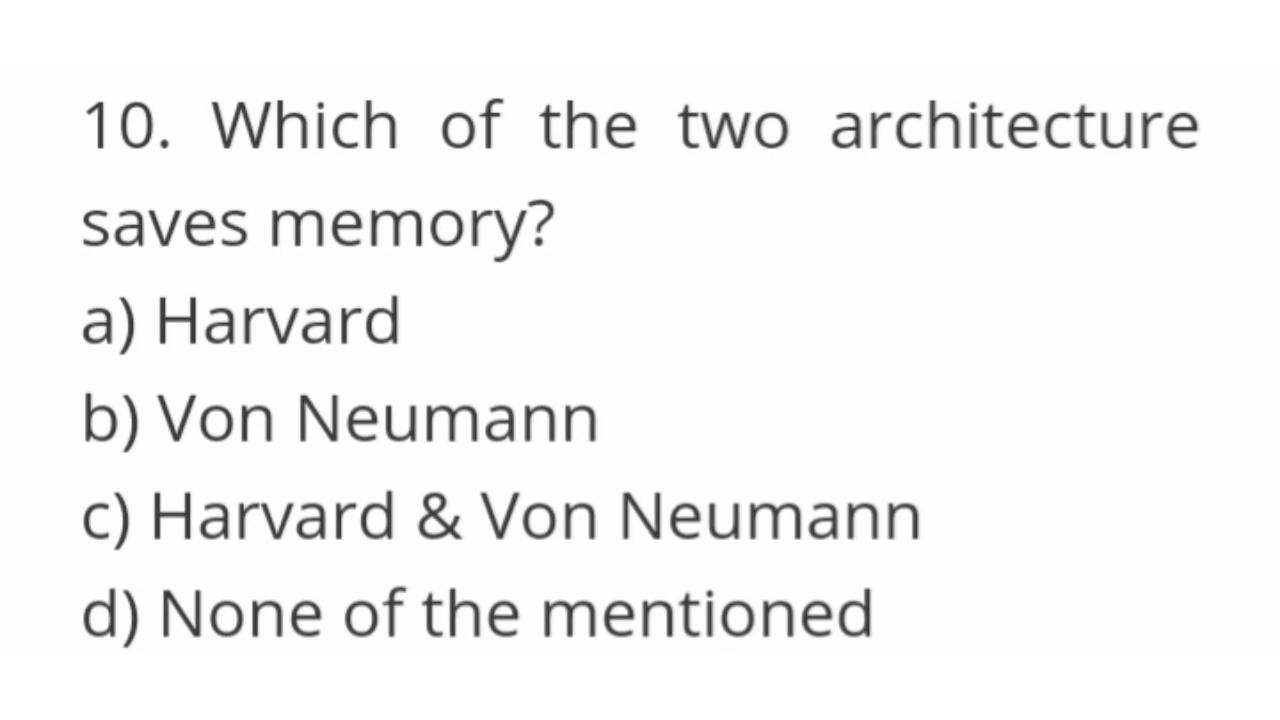 10. Which of the two architecture
saves memory?
a) Harvard
b) Von Neumann
c) Harvard & Von Neumann
d) None of the mentioned